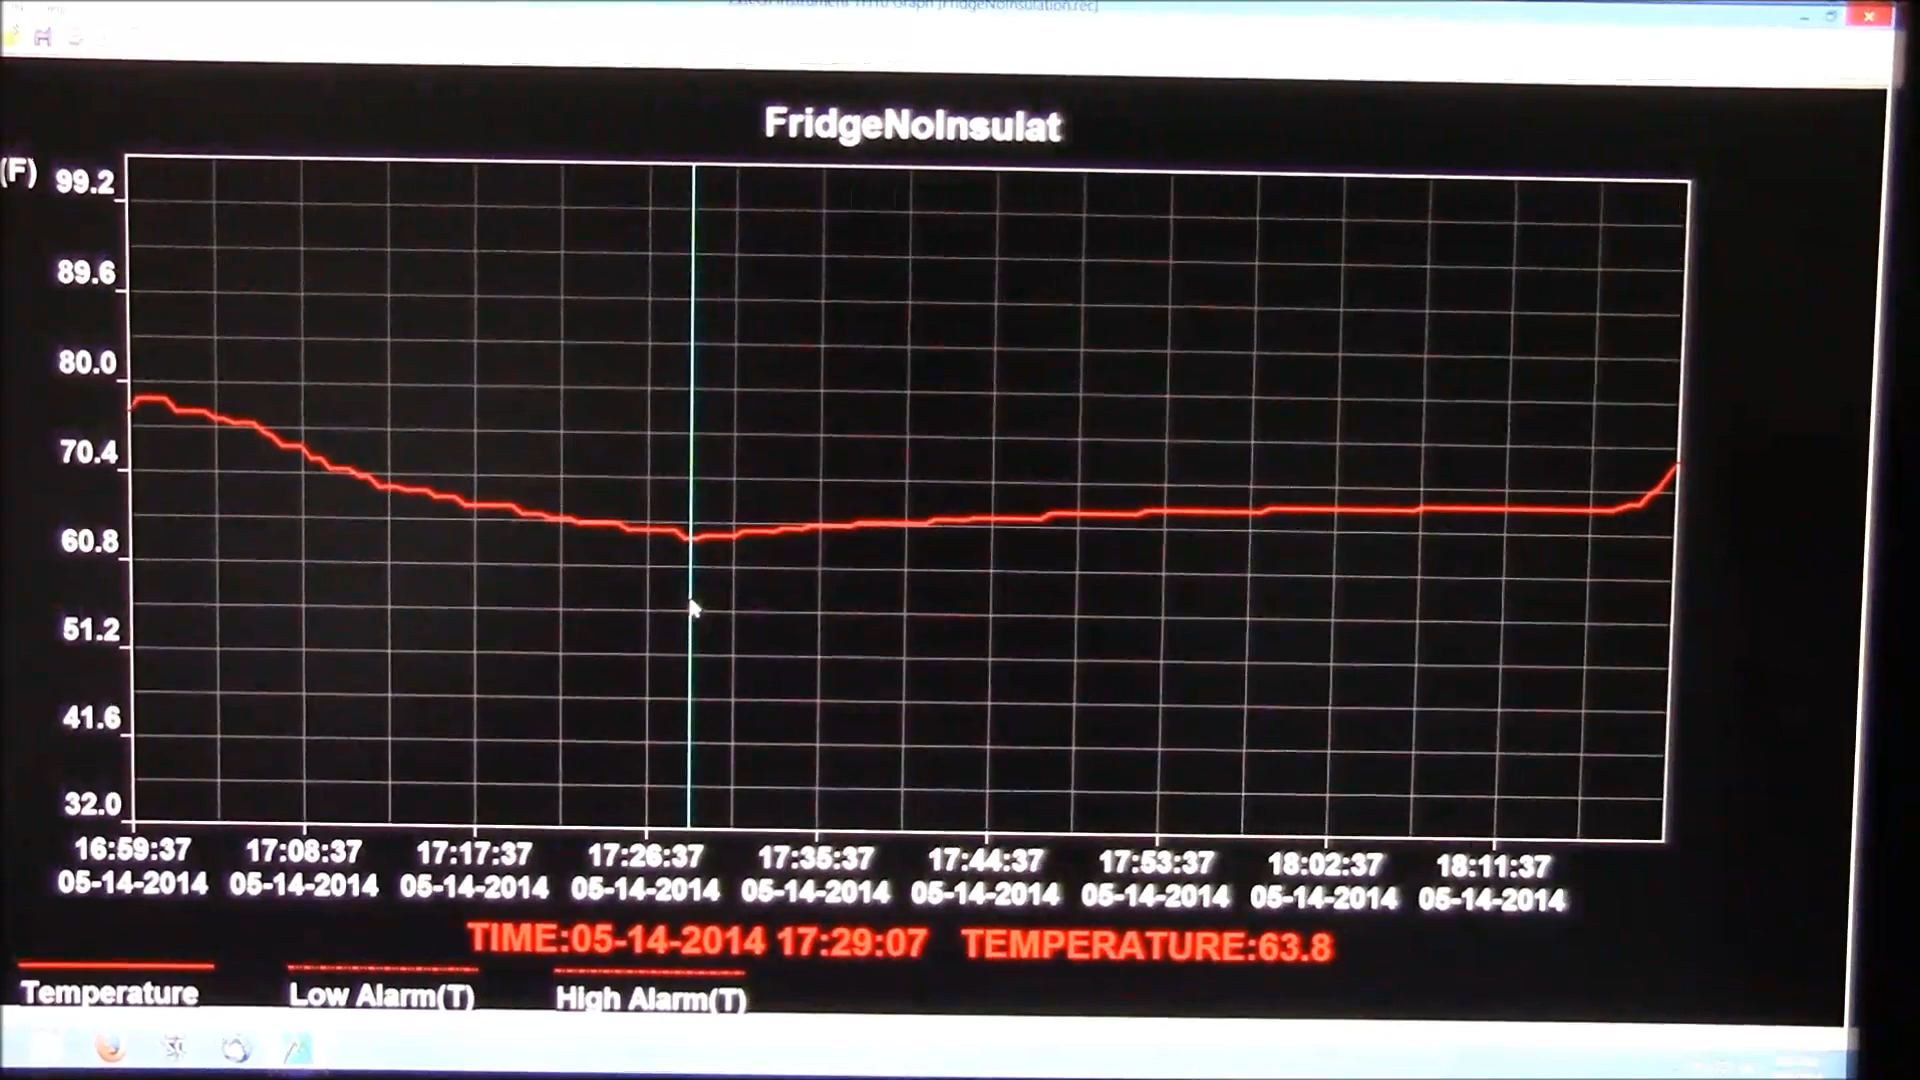 FridgeNoInsulat
(F)
99.2
89.6
80.0
70.4
60.8
51.2
41.6
32.0
16:59:37 17:08:37 17:17:37 17:26:37 17:35:37 17:44:37 17:53:37 18:02:37 18:11:37
05-14-2014 05-14-2014 05-14-2014 05-14-2014 05-14-2014 05-14-2014 05-14-2014 05-14-2014 05-14-2014
TIME:05-14-2014 17:29:07 TEMPERATURE:63.8
Temperature Low Alarm(T) High Alarm(T)